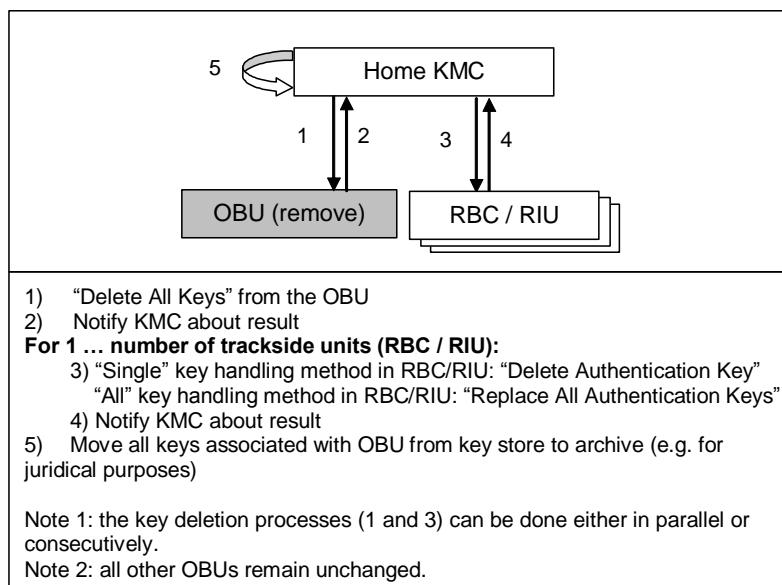 Home KMC
5
1
2
3
4
OBU (remove)
RBC / RIU
1) “Delete All Keys” from the OBU
2) Notify KMC about result
For 1 … number of trackside units (RBC / RIU):
3) “Single” key handling method in RBC/RIU: “Delete Authentication Key”
“All” key handling method in RBC/RIU: “Replace All Authentication Keys”
4) Notify KMC about result
5) Move all keys associated with OBU from key store to archive (e.g. for
juridical purposes)
Note 1: the key deletion processes (1 and 3) can be done either in parallel or
consecutively.
Note 2: all other OBUs remain unchanged.